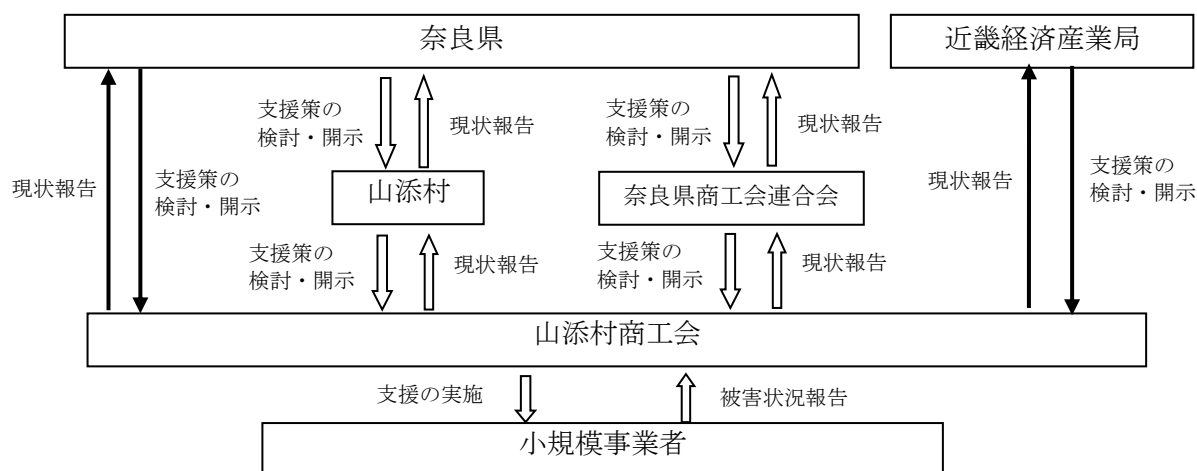 奈良県
近畿経済産業局
支援策の
検討・開示
現状報告
支援策の
検討・開示
現状報告
現状報告
支援策の
検討・開示
山添村
奈良県商工会連合会
現状報告
支援策の
検討・開示
支援策の
検討・開示
現状報告
支援策の
検討・開示
現状報告
山添村商工会
支援の実施
被害状況報告
小規模事業者